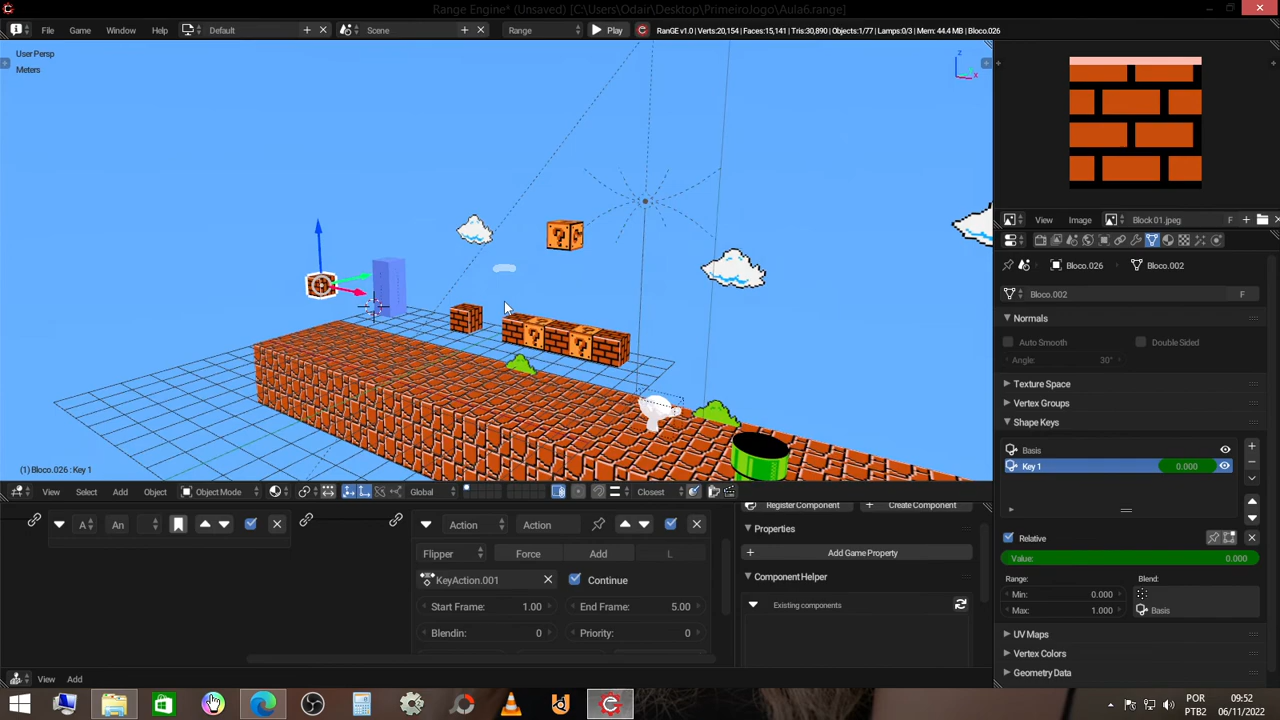 Range Engine* (Unsaved) [C:\Users\Odair\Desktop\PrimeiroJogo\Aula6.range]
File Game Window Help Default Scene Range Play RanGE v1.0 | Verts:20,154 | Faces:15,141 | Tris:30,890 | Objects:1/77 | Lamps:0/3 | Mem: 44.4 MB | Bloco.026
User Persp
Meters
z
x
View Image Block 01.jpeg F
Bloco.026 Bloco.002
Bloco.002 F
Normals
Auto Smooth Double Sided
Angle: 30°
Texture Space
Vertex Groups
Shape Keys
Basis
Key 1 0.000
(1) Bloco.026 : Key 1
View Select Add Object Object Mode Global Closest
Register Component Create Component
A An Action Action
Properties
Relative
Flipper Force Add L
Add Game Property
Value: 0.000
KeyAction.001 Continue
Component Helper
Range: Blend:
Start Frame: 1.00 End Frame: 5.00
Existing components
Min: 0.000
Max: 1.000 Basis
Blendin: 0 Priority: 0
UV Maps
Vertex Colors
Geometry Data
View Add
POR 09:52
PTB2 06/11/2022